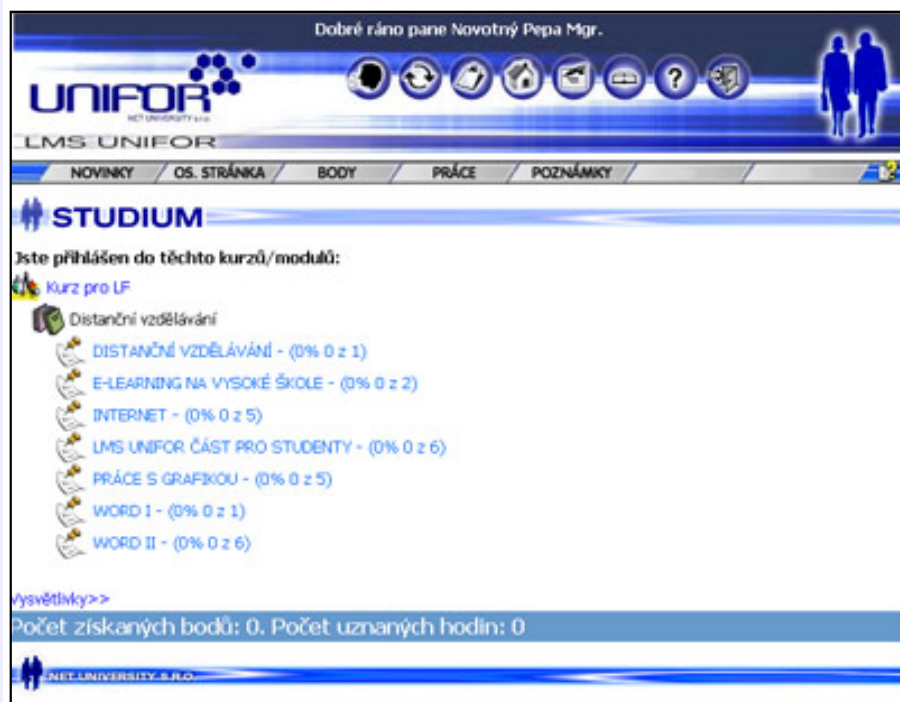 Dobré ráno pane Novotný Pepa Mgr.
UNIFOR
NET UNIVERSITY s.r.o.
LMS UNIFOR
NOVINKY OS. STRÁNKA BODY PRÁCE POZNÁMKY
STUDIUM
Jste přihlášen do těchto kurzů/modulů:
Kurz pro LF
Distanční vzdělávání
DISTANČNÍ VZDĚLÁVÁNÍ - (0% 0 z 1)
E-LEARNING NA VYSOKÉ ŠKOLE - (0% 0 z 2)
INTERNET - (0% 0 z 5)
LMS UNIFOR ČÁST PRO STUDENTY - (0% 0 z 6)
PRÁCE S GRAFIKOU - (0% 0 z 5)
WORD I - (0% 0 z 1)
WORD II - (0% 0 z 6)
Vysvětlivky>>
Počet získaných bodů: 0. Počet uznaných hodin: 0
NET UNIVERSITY S.R.O.